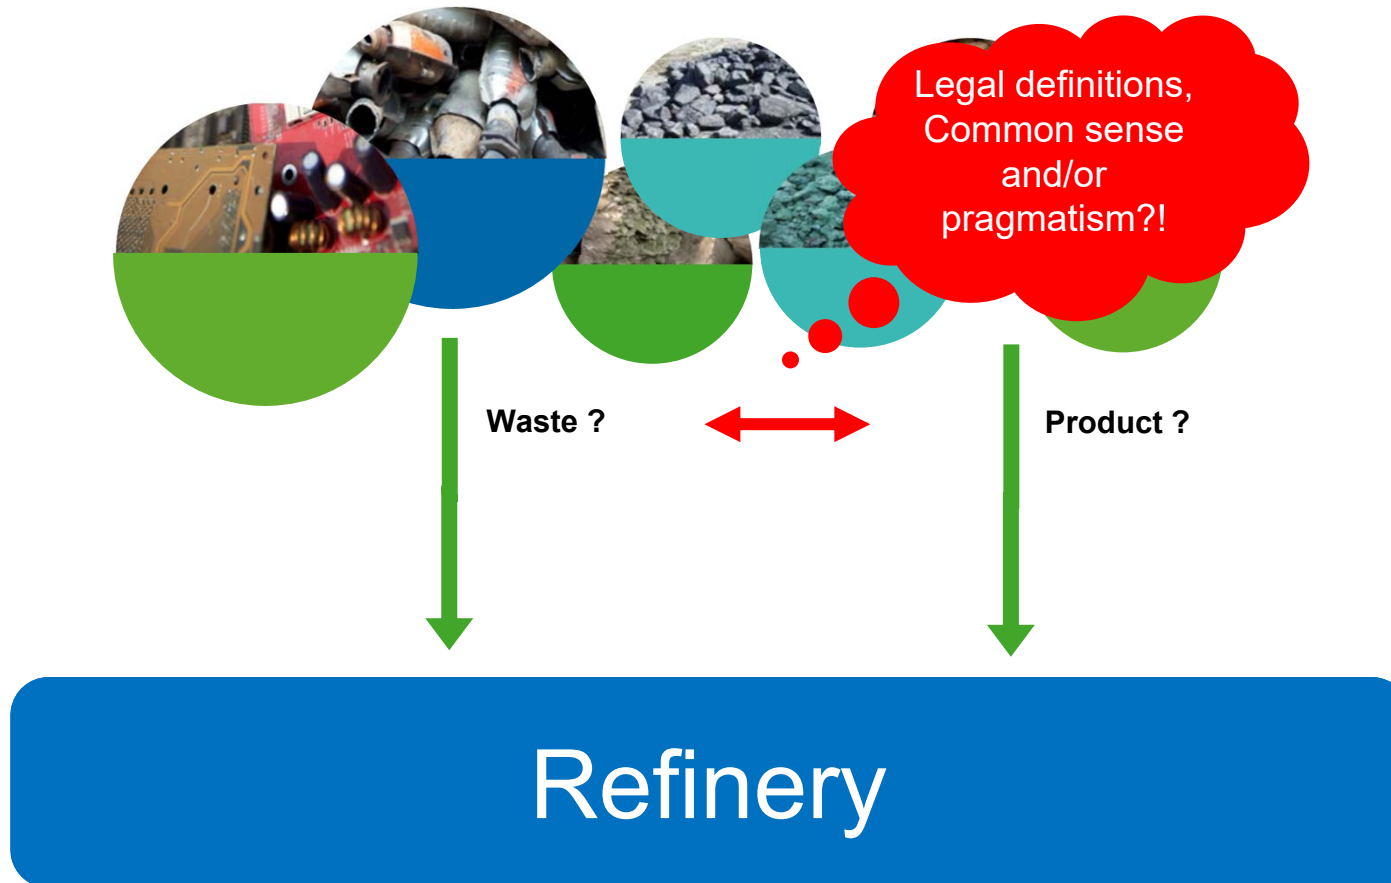 Legal definitions,
Common sense
and/or
pragmatism?!
Waste ?
Product ?
Refinery